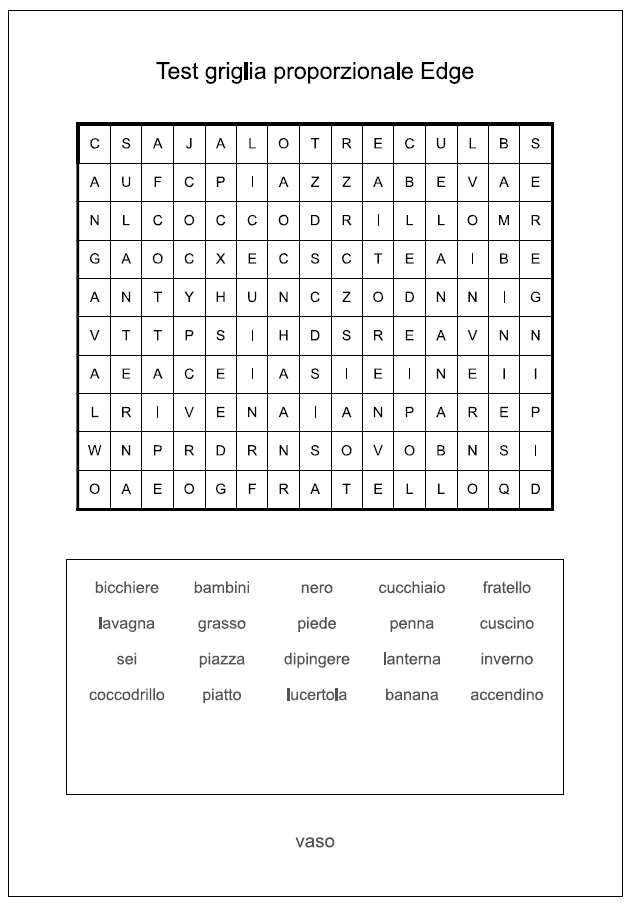 Test griglia proporzionale Edge
C S A J A L O T R E C U L B S
A U F C P I A Z Z A B E V A E
N L C O C C O D R I L L O M R
G A O C X E C S C T E A I B E
A N T Y H U N C Z O D N N I G
V T T P S I H D S R E A V N N
A E A C E I A S I E I N E I I
L R I V E N A I A N P A R E P
W N P R D R N S O V O B N S I
O A E O G F R A T E L L O Q D
bicchiere bambini nero cucchiaio fratello
lavagna grasso piede penna cuscino
sei piazza dipingere lanterna inverno
coccodrillo piatto lucertola banana accendino
vaso